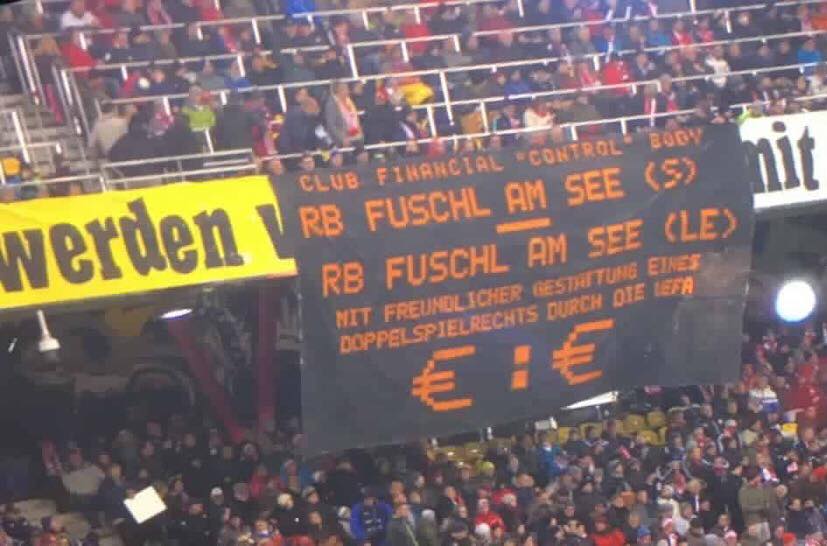 CLUB FINANCIAL "CONTROL" BODY
RB FUSCHL AM SEE (S)
–
RB FUSCHL AM SEE (LE)
MIT FREUNDLICHER GESTATTUNG EINES
DOPPELSPIELRECHTS DURCH DIE UEFA
€ : €
werden
mit